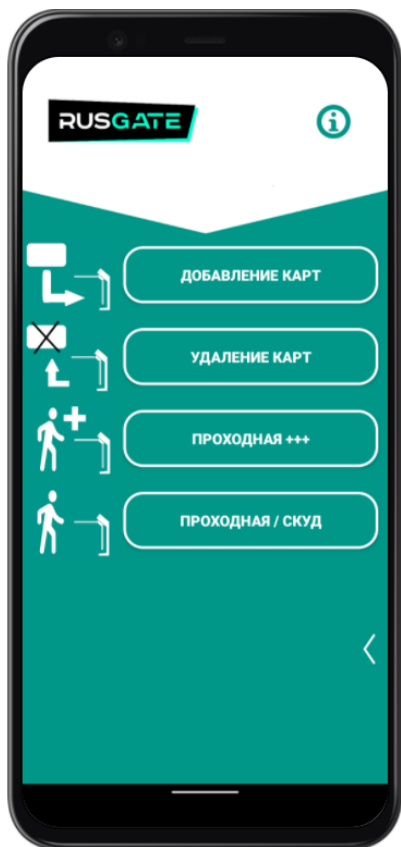 RUSGATE
ДОБАВЛЕНИЕ КАРТ
УДАЛЕНИЕ КАРТ
ПРОХОДНАЯ +++
ПРОХОДНАЯ / СКУД